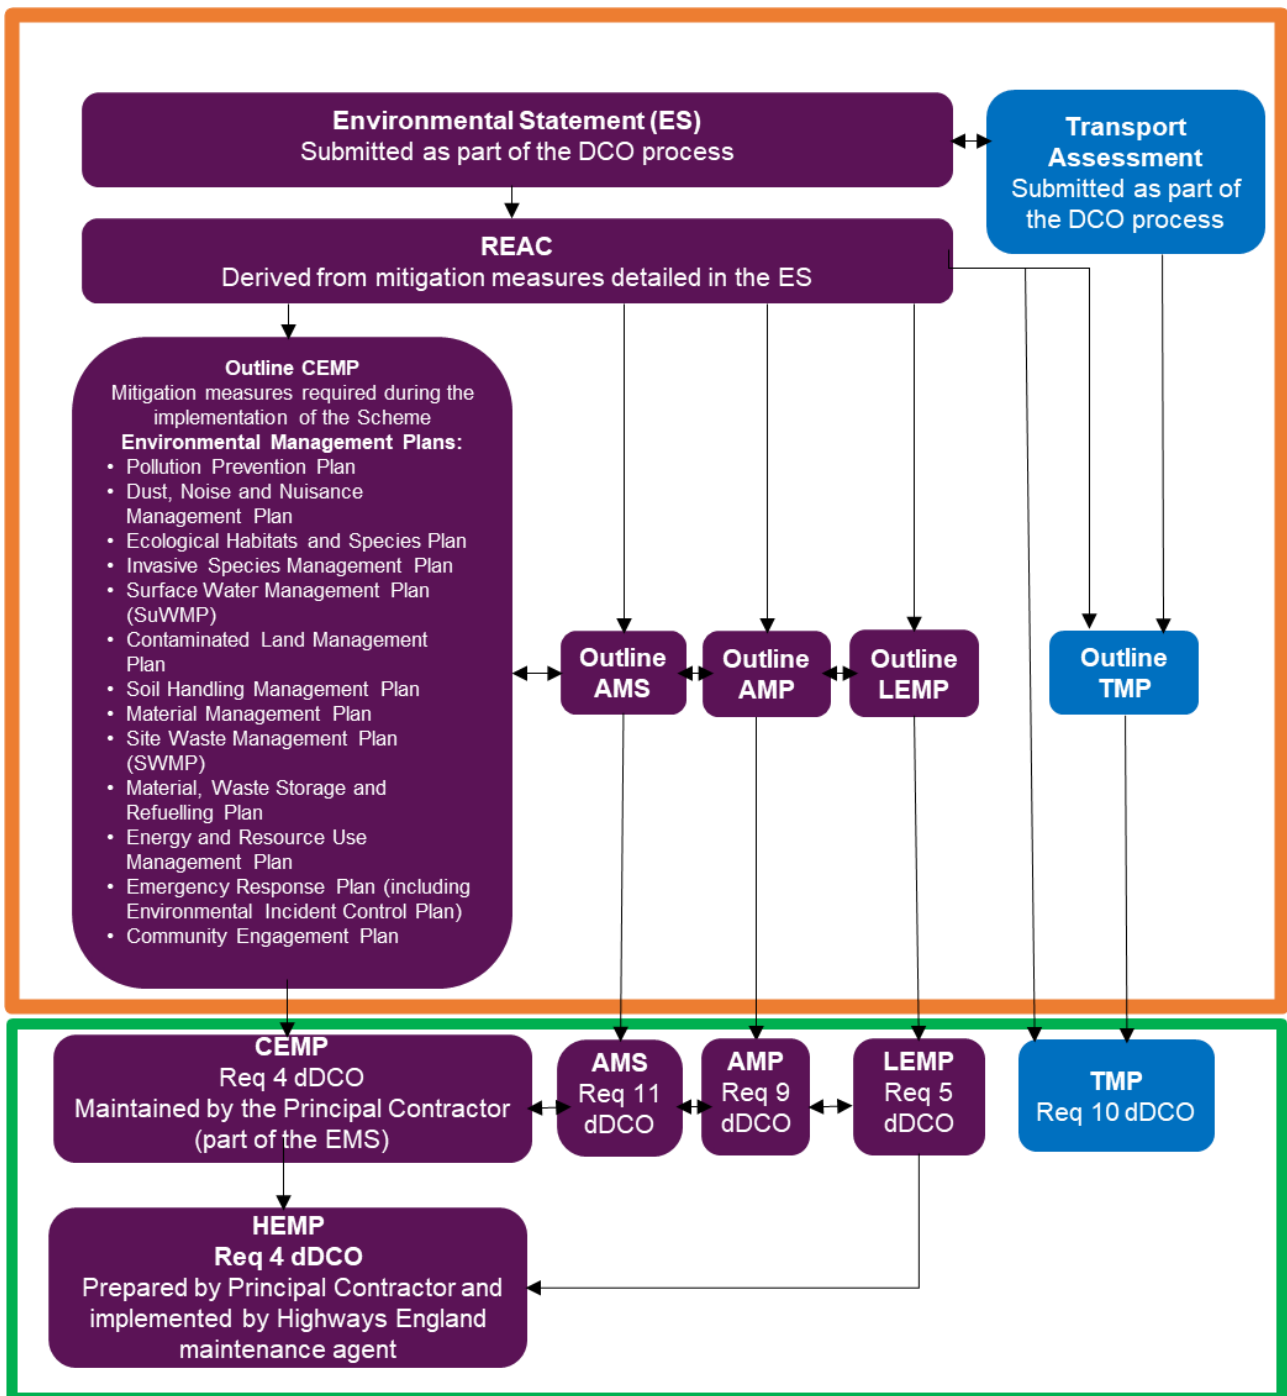 Environmental Statement (ES)
Submitted as part of the DCO process
Transport
Assessment
Submitted as part of
the DCO process
REAC
Derived from mitigation measures detailed in the ES
Outline CEMP
Mitigation measures required during the
implementation of the Scheme
Environmental Management Plans:
• Pollution Prevention Plan
• Dust, Noise and Nuisance
Management Plan
• Ecological Habitats and Species Plan
• Invasive Species Management Plan
• Surface Water Management Plan
(SuWMP)
• Contaminated Land Management
Plan
• Soil Handling Management Plan
• Material Management Plan
• Site Waste Management Plan
(SWMP)
• Material, Waste Storage and
Refuelling Plan
• Energy and Resource Use
Management Plan
• Emergency Response Plan (including
Environmental Incident Control Plan)
• Community Engagement Plan
Outline
AMS
Outline
AMP
Outline
LEMP
Outline
TMP
CEMP
Req 4 dDCO
Maintained by the Principal Contractor
(part of the EMS)
AMS
Req 11
dDCO
AMP
Req 9
dDCO
LEMP
Req 5
dDCO
TMP
Req 10 dDCO
HEMP
Req 4 dDCO
Prepared by Principal Contractor and
implemented by Highways England
maintenance agent